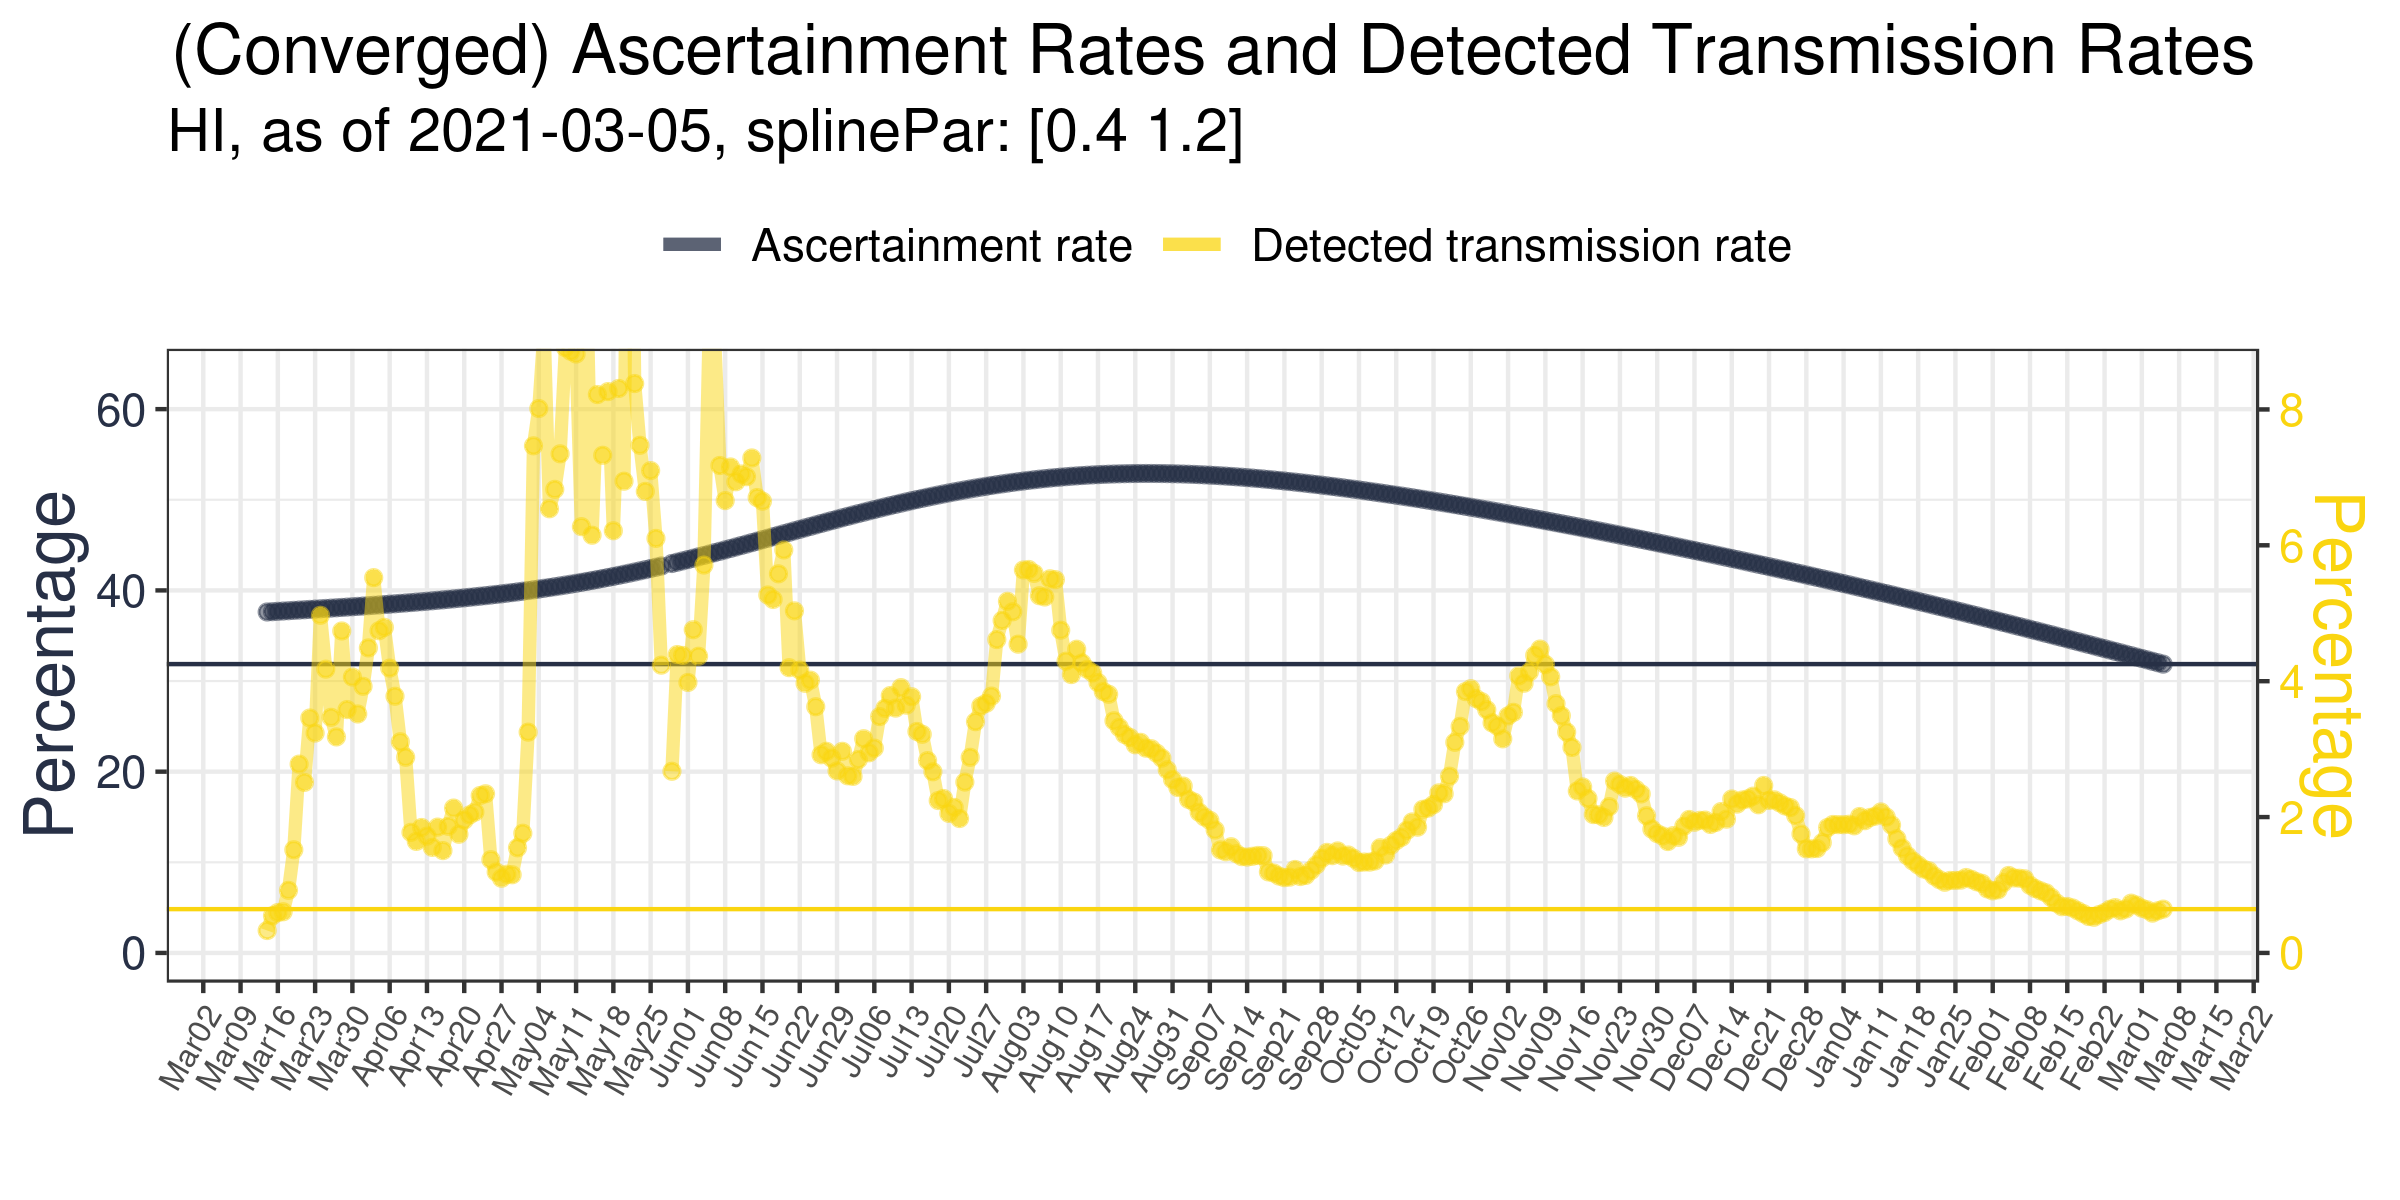 (Converged) Ascertainment Rates and Detected Transmission Rates
HI, as of 2021-03-05, splinePar: [0.4 1.2]
Ascertainment rate
Detected transmission rate
Percentage
60
40
20
0
8
6
4
2
0
Percentage
Mar02
Mar09
Mar16
Mar23
Mar30
Apr06
Apr13
Apr20
Apr27
May04
May11
May18
May25
Jun01
Jun08
Jun15
Jun22
Jun29
Jul06
Jul13
Jul20
Jul27
Aug03
Aug10
Aug17
Aug24
Aug31
Sep07
Sep14
Sep21
Sep28
Oct05
Oct12
Oct19
Oct26
Nov02
Nov09
Nov16
Nov23
Nov30
Dec07
Dec14
Dec21
Dec28
Jan04
Jan11
Jan18
Jan25
Feb01
Feb08
Feb15
Feb22
Mar01
Mar08
Mar15
Mar22